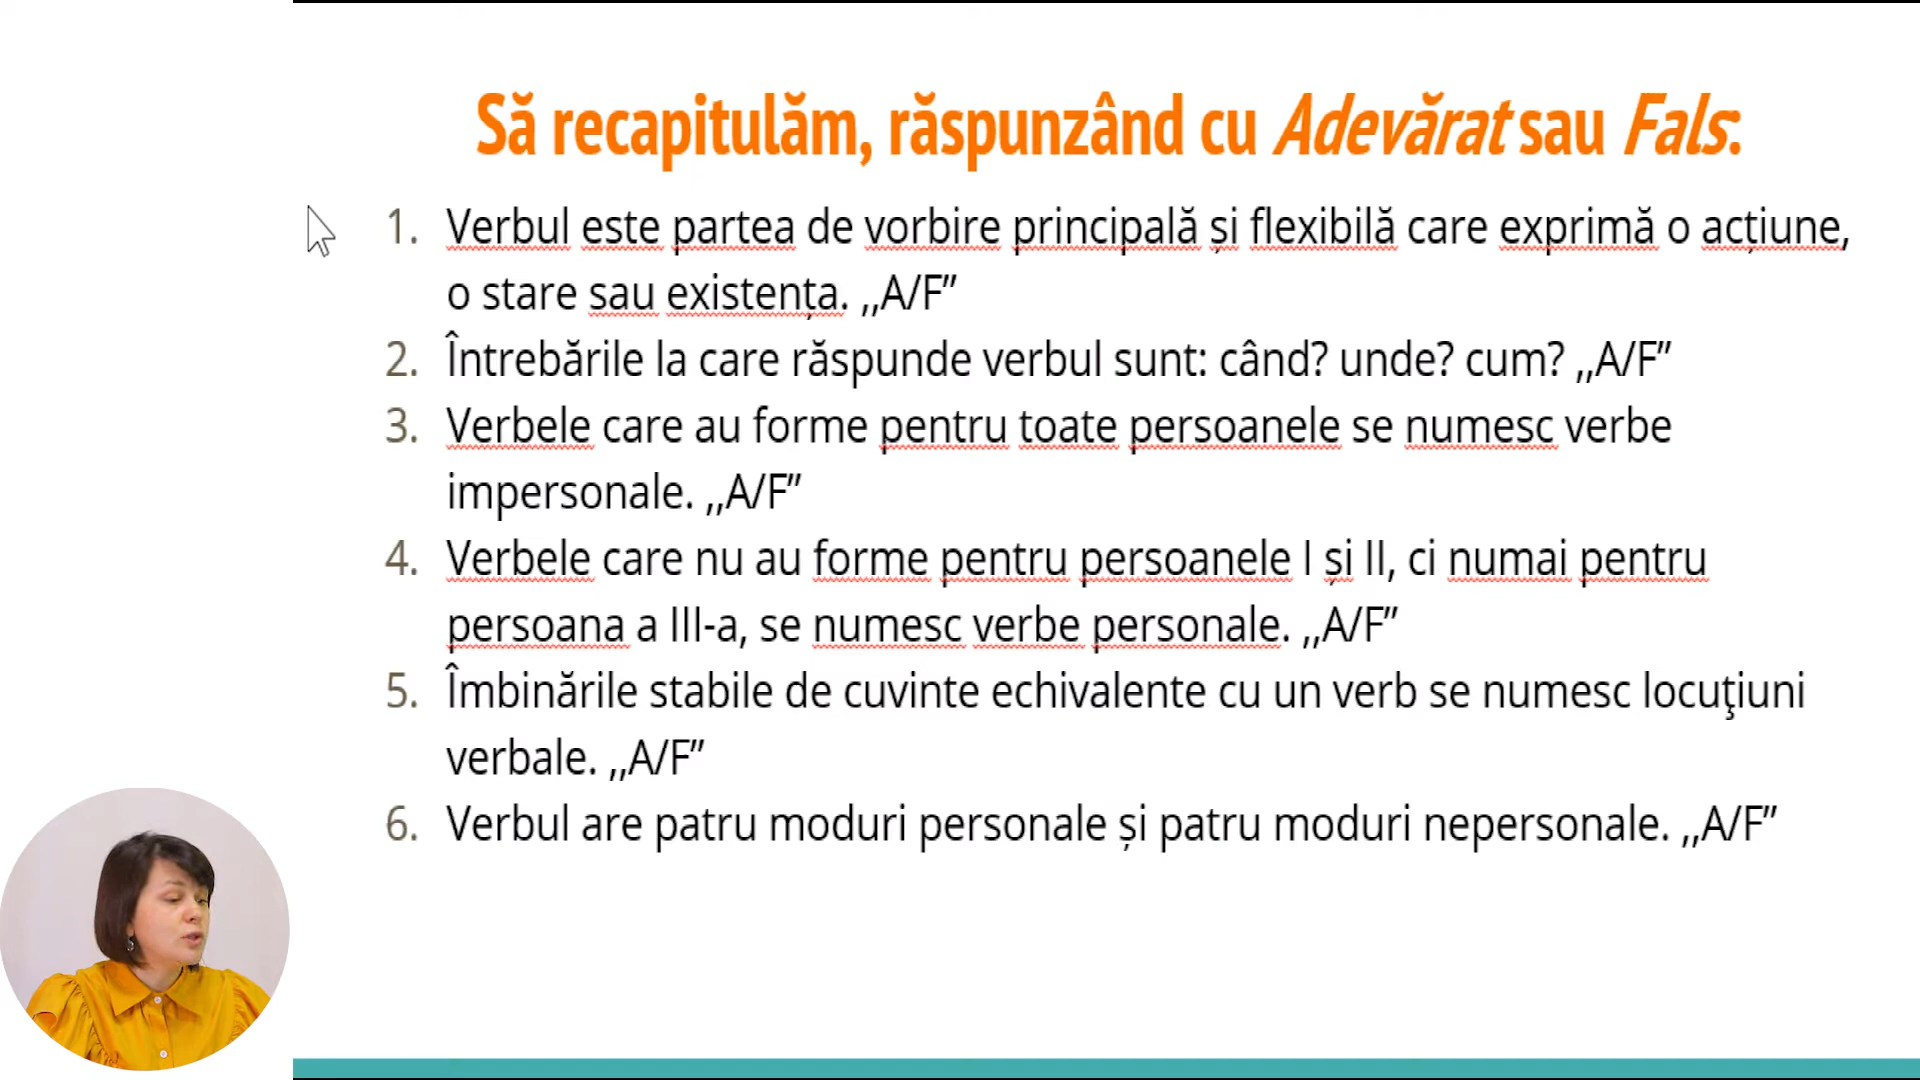 Să recapitulăm, răspunzând cu Adevărat sau Fals:
1. Verbul este partea de vorbire principală și flexibilă care exprimă o acțiune,
o stare sau existența. ,,A/F”
2. Întrebările la care răspunde verbul sunt: când? unde? cum? ,,A/F”
3. Verbele care au forme pentru toate persoanele se numesc verbe
impersonale. ,,A/F”
4. Verbele care nu au forme pentru persoanele I și II, ci numai pentru
persoana a III-a, se numesc verbe personale. ,,A/F”
5. Îmbinările stabile de cuvinte echivalente cu un verb se numesc locuţiuni
verbale. ,,A/F”
6. Verbul are patru moduri personale și patru moduri nepersonale. ,,A/F”